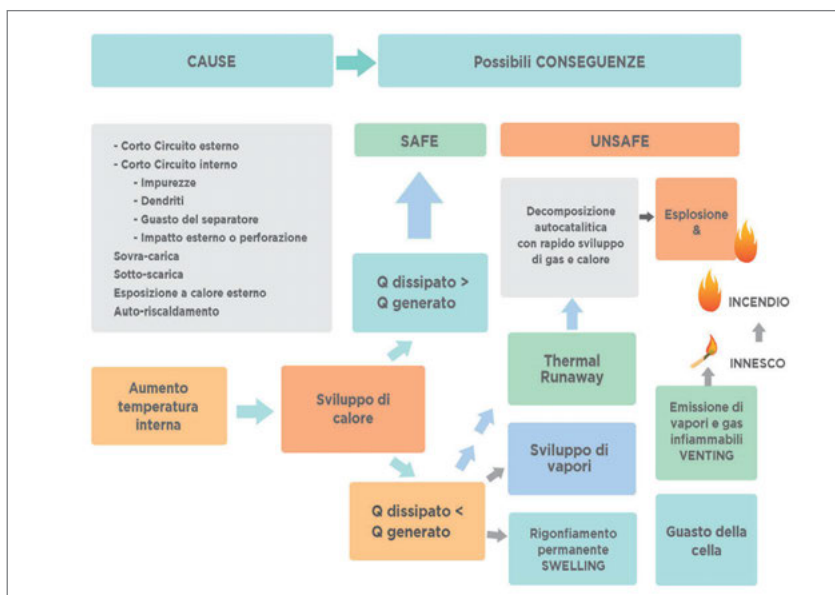 CAUSE
Possibili CONSEGUENZE
- Corto Circuito esterno
- Corto Circuito interno
- Impurezze
- Dendriti
- Guasto del separatore
- Impatto esterno o perforazione
Sovra-carica
Sotto-scarica
Esposizione a calore esterno
Auto-riscaldamento
SAFE
UNSAFE
Decomposizione
autocatalitica
con rapido sviluppo
di gas e calore
Esplosione
&
Q dissipato >
Q generato
INCENDIO
INNESCO
Thermal
Runaway
Aumento
temperatura
interna
Sviluppo di
calore
Emissione di
vapori e gas
infiammabili
VENTING
Sviluppo di
vapori
Q dissipato <
Q generato
Rigonfiamento
permanente
SWELLING
Guasto della
cella